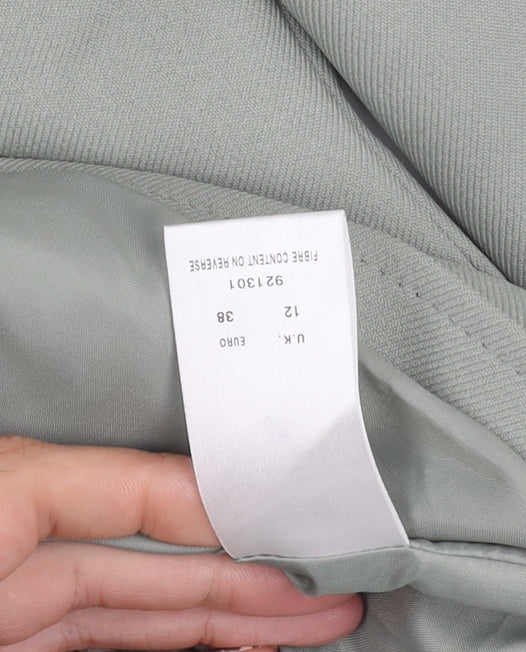 U.K. EURO
12 38
921301
FIBRE CONTENT ON REVERSE